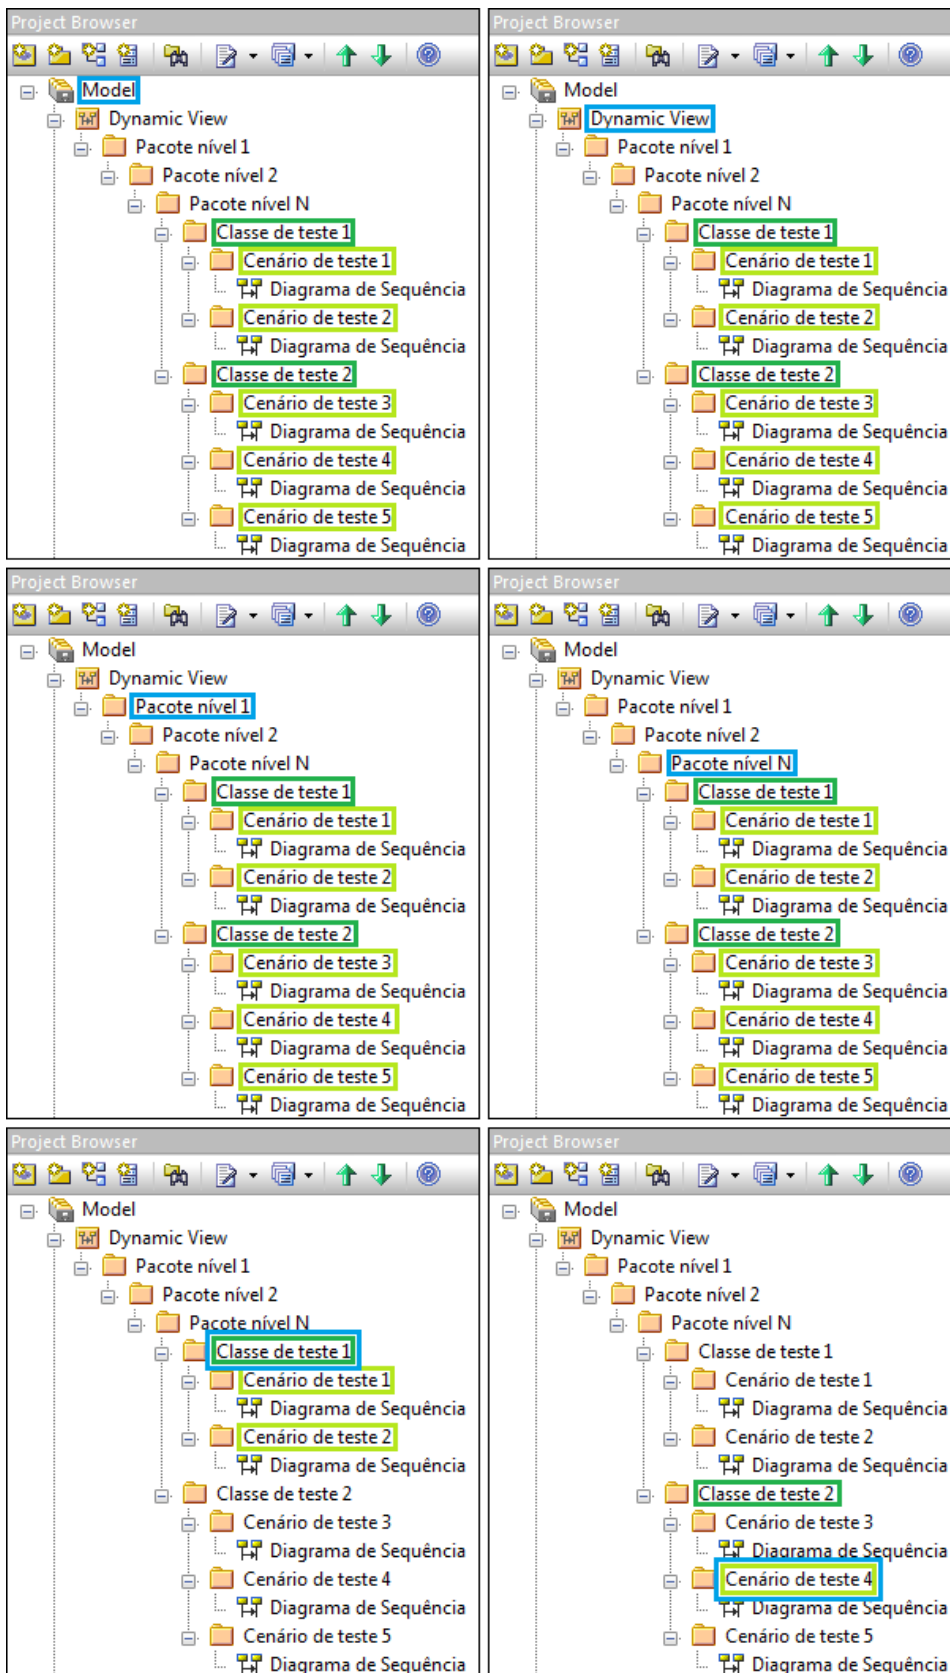 Project Browser
Model
Dynamic View
Pacote nível 1
Pacote nível 2
Pacote nível N
Classe de teste 1
Cenário de teste 1
Diagrama de Sequência
Cenário de teste 2
Diagrama de Sequência
Classe de teste 2
Cenário de teste 3
Diagrama de Sequência
Cenário de teste 4
Diagrama de Sequência
Cenário de teste 5
Diagrama de Sequência
Project Browser
Model
Dynamic View
Pacote nível 1
Pacote nível 2
Pacote nível N
Classe de teste 1
Cenário de teste 1
Diagrama de Sequência
Cenário de teste 2
Diagrama de Sequência
Classe de teste 2
Cenário de teste 3
Diagrama de Sequência
Cenário de teste 4
Diagrama de Sequência
Cenário de teste 5
Diagrama de Sequência
Project Browser
Model
Dynamic View
Pacote nível 1
Pacote nível 2
Pacote nível N
Classe de teste 1
Cenário de teste 1
Diagrama de Sequência
Cenário de teste 2
Diagrama de Sequência
Classe de teste 2
Cenário de teste 3
Diagrama de Sequência
Cenário de teste 4
Diagrama de Sequência
Cenário de teste 5
Diagrama de Sequência
Project Browser
Model
Dynamic View
Pacote nível 1
Pacote nível 2
Pacote nível N
Classe de teste 1
Cenário de teste 1
Diagrama de Sequência
Cenário de teste 2
Diagrama de Sequência
Classe de teste 2
Cenário de teste 3
Diagrama de Sequência
Cenário de teste 4
Diagrama de Sequência
Cenário de teste 5
Diagrama de Sequência
Project Browser
Model
Dynamic View
Pacote nível 1
Pacote nível 2
Pacote nível N
Classe de teste 1
Cenário de teste 1
Diagrama de Sequência
Cenário de teste 2
Diagrama de Sequência
Classe de teste 2
Cenário de teste 3
Diagrama de Sequência
Cenário de teste 4
Diagrama de Sequência
Cenário de teste 5
Diagrama de Sequência
Project Browser
Model
Dynamic View
Pacote nível 1
Pacote nível 2
Pacote nível N
Classe de teste 1
Cenário de teste 1
Diagrama de Sequência
Cenário de teste 2
Diagrama de Sequência
Classe de teste 2
Cenário de teste 3
Diagrama de Sequência
Cenário de teste 4
Diagrama de Sequência
Cenário de teste 5
Diagrama de Sequência